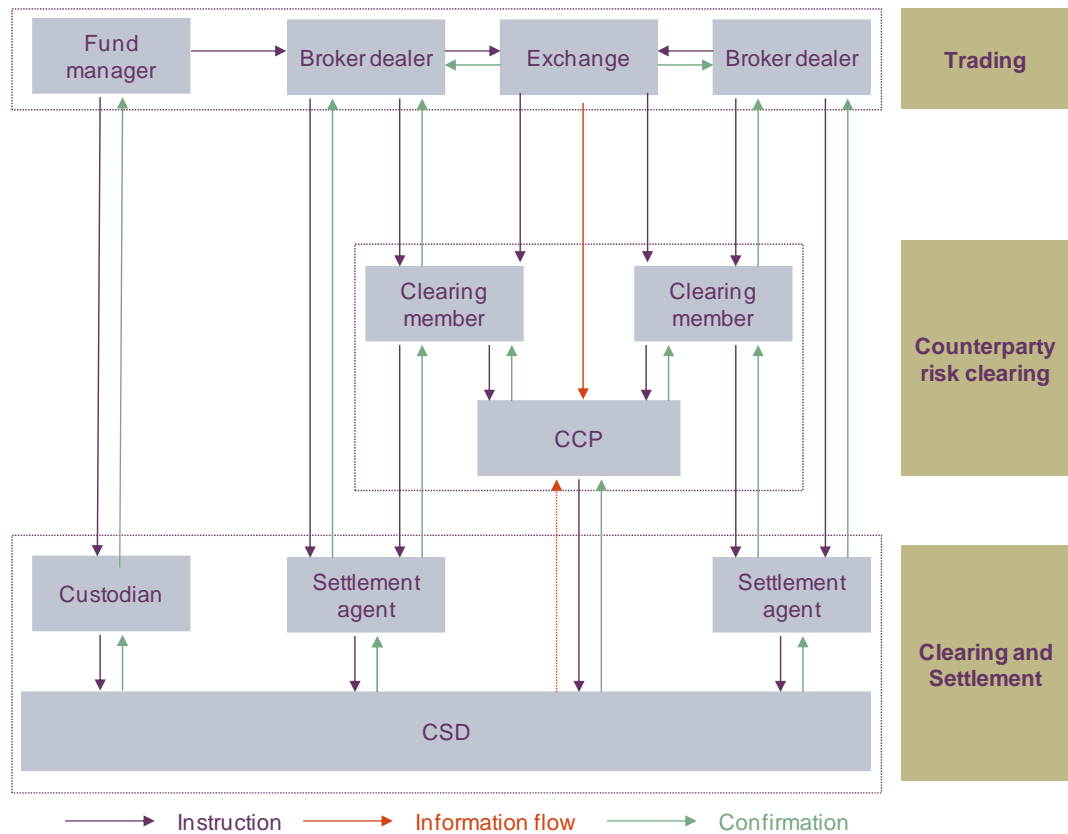 Fund
manager
Broker dealer
Exchange
Broker dealer
Trading
Clearing
member
Clearing
member
Counterparty
risk clearing
CCP
Custodian
Settlement
agent
Settlement
agent
Clearing and
Settlement
CSD
Instruction
Information flow
Confirmation